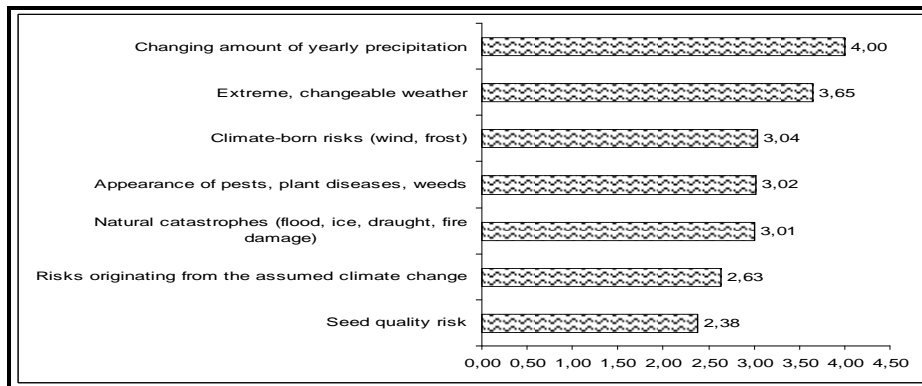 Changing amount of yearly precipitation 4,00
Extreme, changeable weather 3,65
Climate-born risks (wind, frost) 3,04
Appearance of pests, plant diseases, weeds 3,02
Natural catastrophes (flood, ice, draught, fire
damage) 3,01
Risks originating from the assumed climate change 2,63
Seed quality risk 2,38
0,00 0,50 1,00 1,50 2,00 2,50 3,00 3,50 4,00 4,50